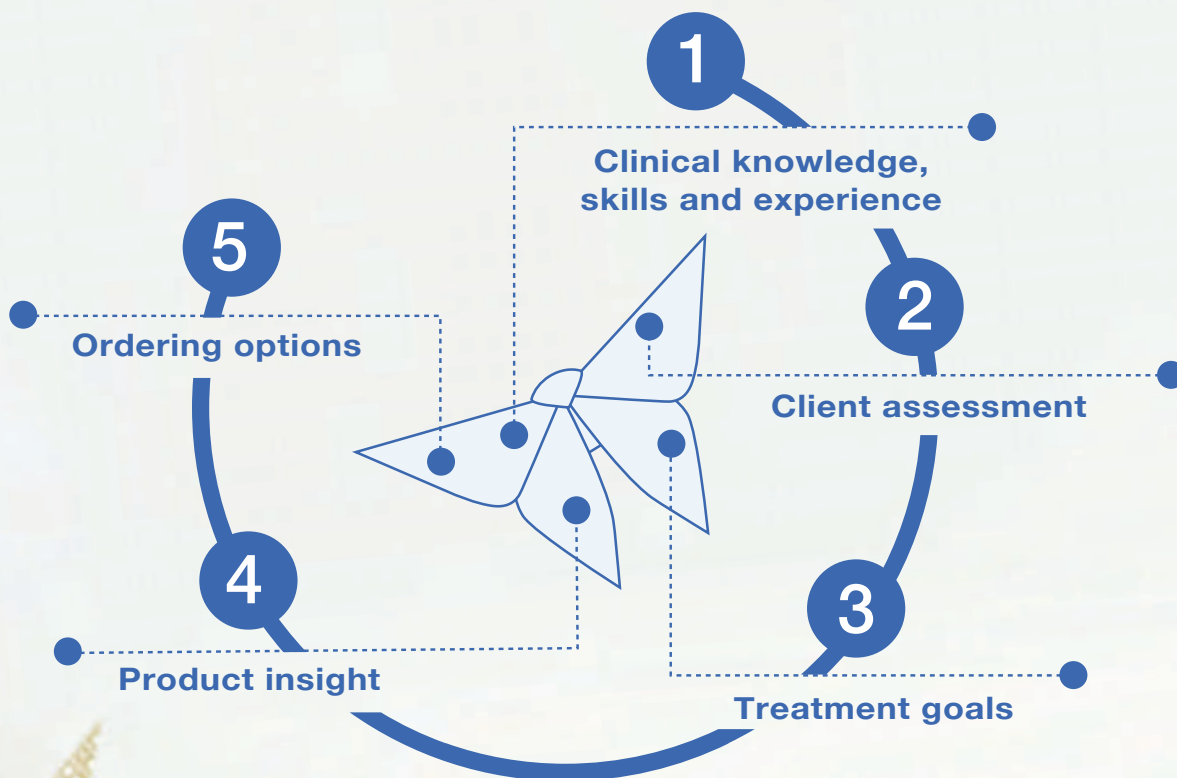 1
Clinical knowledge,
skills and experience
2
Client assessment
3
Treatment goals
4
Product insight
5
Ordering options